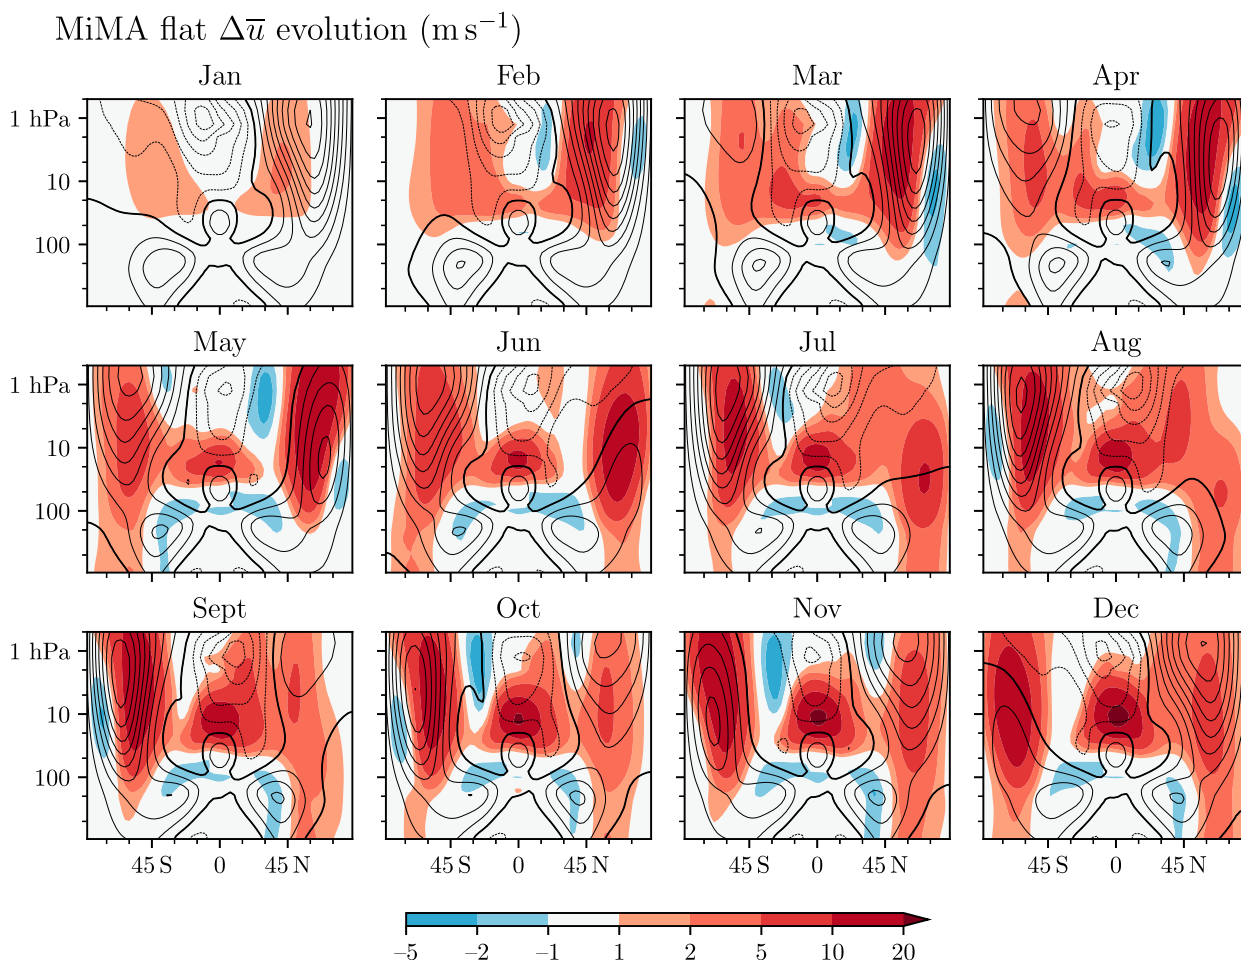 MiMA flat Δu̅ evolution (m s⁻¹)
Jan Feb Mar Apr
1 hPa
10
100
May Jun Jul Aug
1 hPa
10
100
Sept Oct Nov Dec
1 hPa
10
100
45 S 0 45 N 45 S 0 45 N 45 S 0 45 N 45 S 0 45 N
–5 –2 –1 1 2 5 10 20